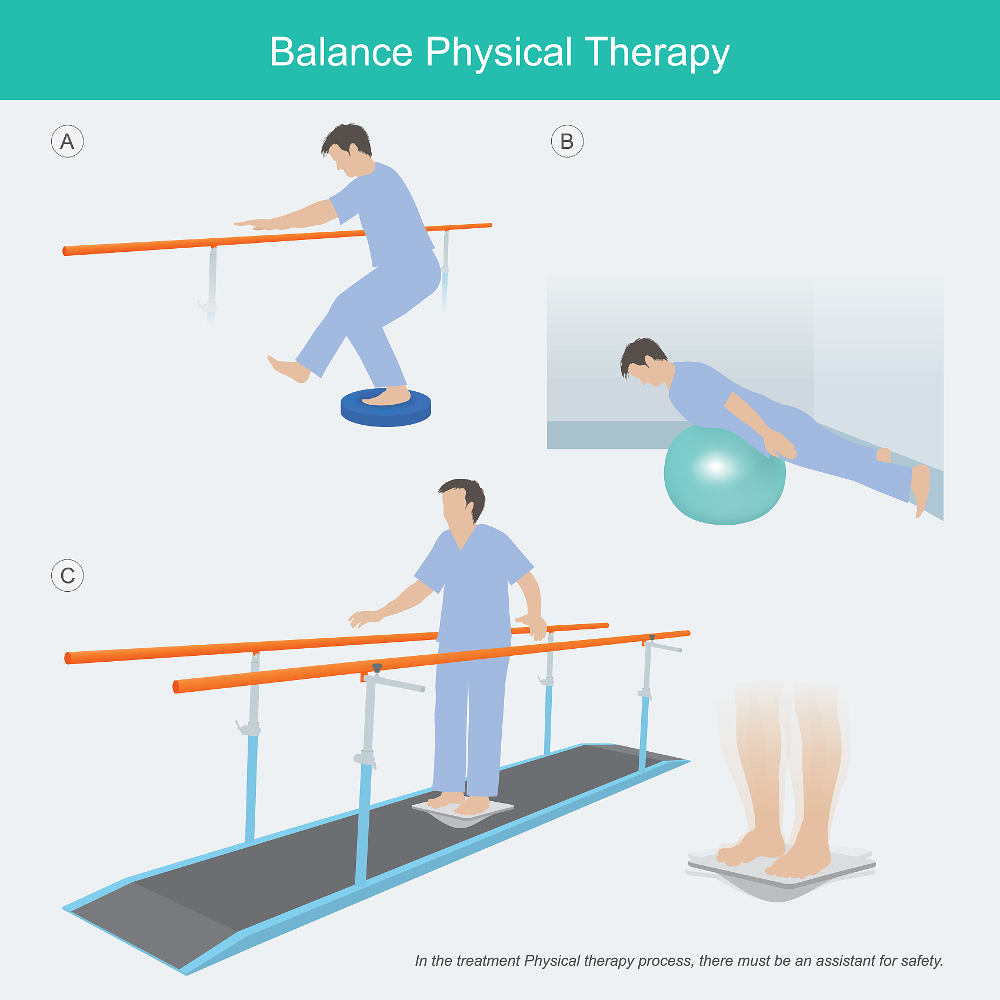 Balance Physical Therapy
A
B
C
In the treatment Physical therapy process, there must be an assistant for safety.